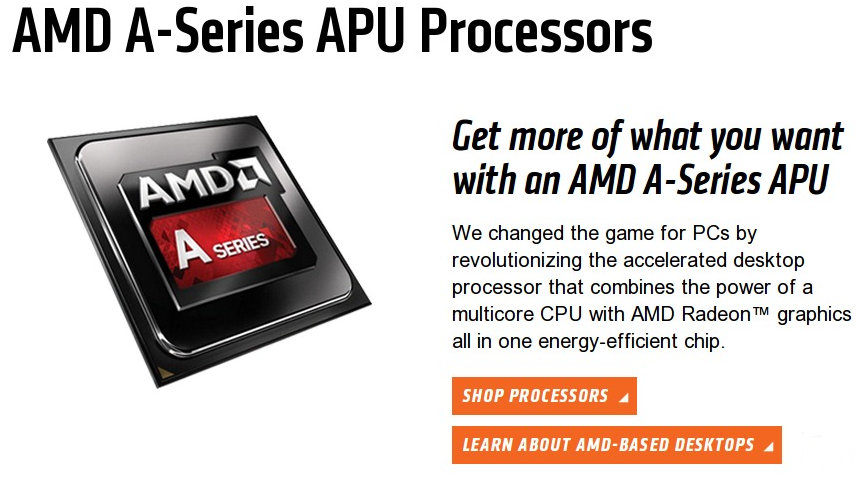 AMD A-Series APU Processors
AMD
A SERIES
Get more of what you want
with an AMD A-Series APU
We changed the game for PCs by
revolutionizing the accelerated desktop
processor that combines the power of a
multicore CPU with AMD Radeon™ graphics
all in one energy-efficient chip.
SHOP PROCESSORS
LEARN ABOUT AMD-BASED DESKTOPS